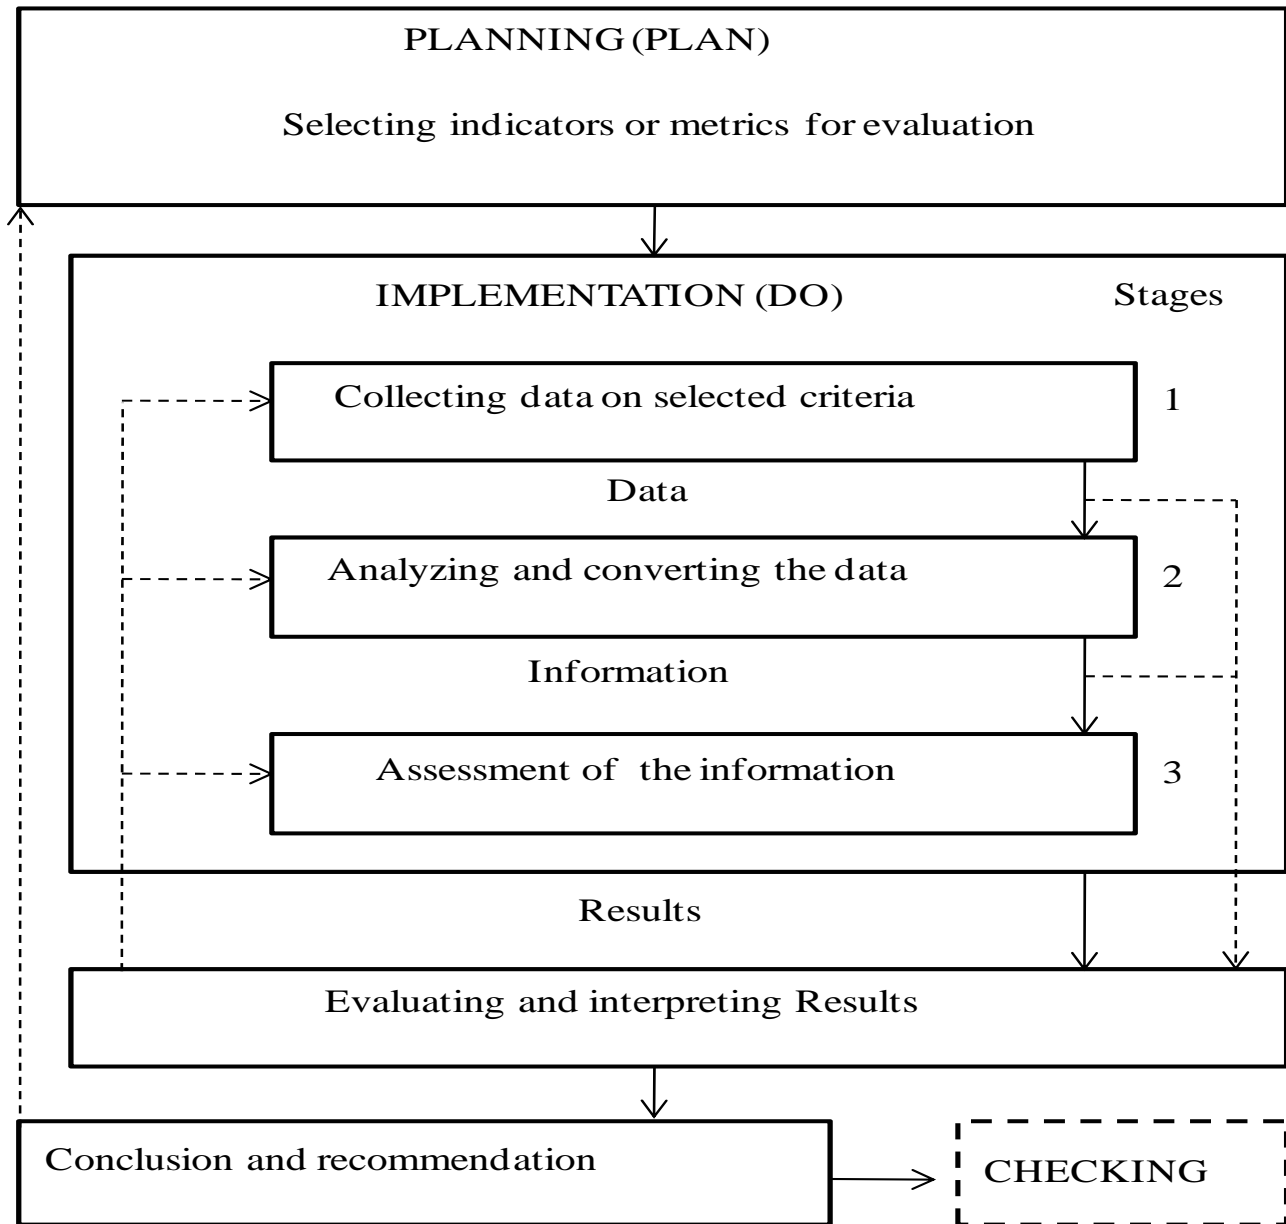 PLANNING (PLAN)
Selecting indicators or metrics for evaluation
IMPLEMENTATION (DO)
Stages
Collecting data on selected criteria
1
Data
Analyzing and converting the data
2
Information
Assessment of the information
3
Results
Evaluating and interpreting Results
Conclusion and recommendation
CHECKING